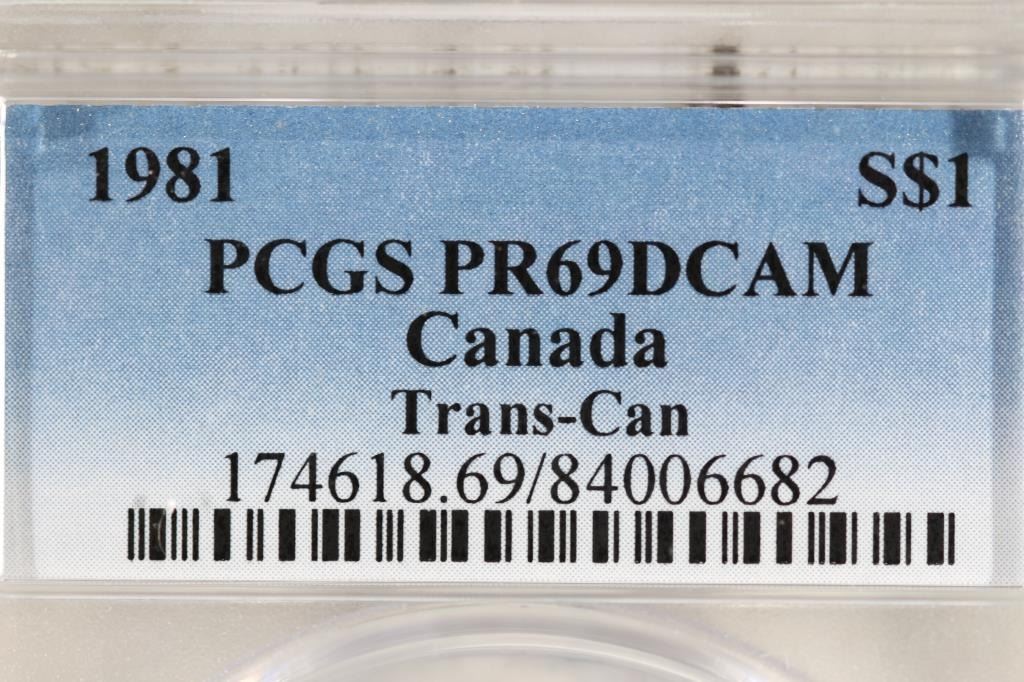 1981 S$1
PCGS PR69DCAM
Canada
Trans-Can
174618.69/84006682